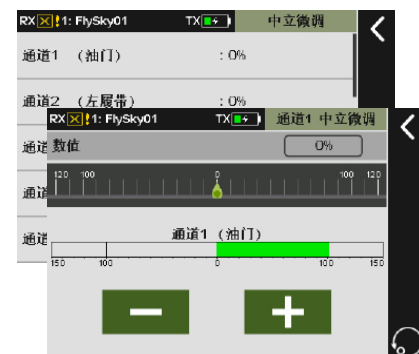 RX !1: FlySky01 TX 中立微调
通道1 (油门) : 0%
通道2 (左履带) : 0%
通道
通道
通道
RX !1: FlySky01 TX 通道1 中立微调
数值 0%
120 100 0 100 120
通道1 (油门)
150 100 0 100 150